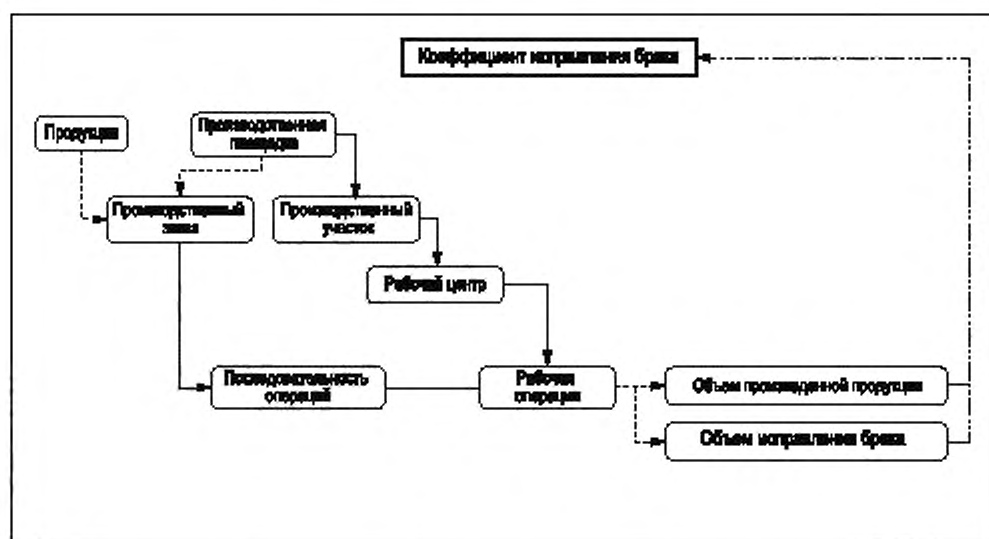 Коэффициент исправления брака
Продукция
Производственная
площадка
Производственный
заказ
Производственный
участок
Рабочий центр
Последовательность
операций
Рабочая
операция
Объем произведенной продукции
Объем исправления брака